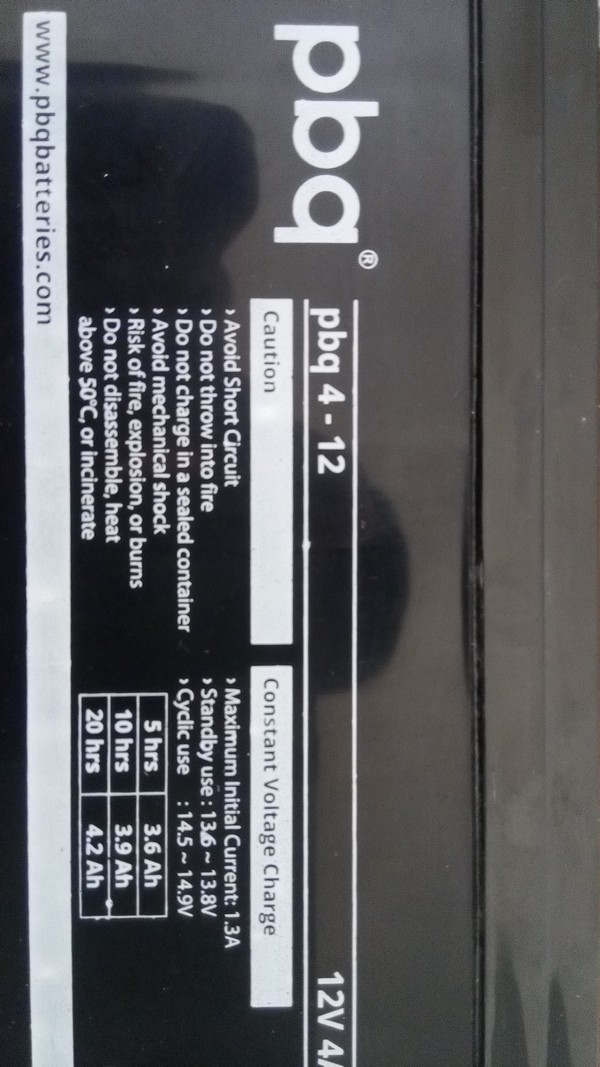 pbq®
pbq 4 - 12
12V 4A
Caution
› Avoid Short Circuit
› Do not throw into fire
› Do not charge in a sealed container
› Avoid mechanical shock
› Risk of fire, explosion, or burns
› Do not disassemble, heat
above 50°C, or incinerate
Constant Voltage Charge
› Maximum Initial Current: 1.3A
› Standby use : 13.6 ~ 13.8V
› Cyclic use : 14.5 ~ 14.9V
5 hrs 3.6 Ah
10 hrs 3.9 Ah
20 hrs 4.2 Ah
www.pbqbatteries.com